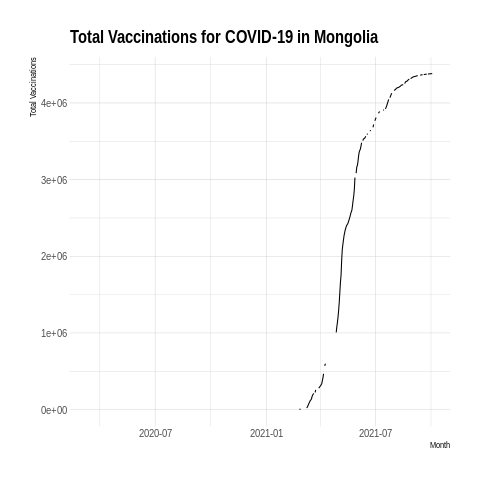 Total Vaccinations for COVID-19 in Mongolia
Total Vaccinations
4e+06
3e+06
2e+06
1e+06
0e+00
2020-07
2021-01
2021-07
Month